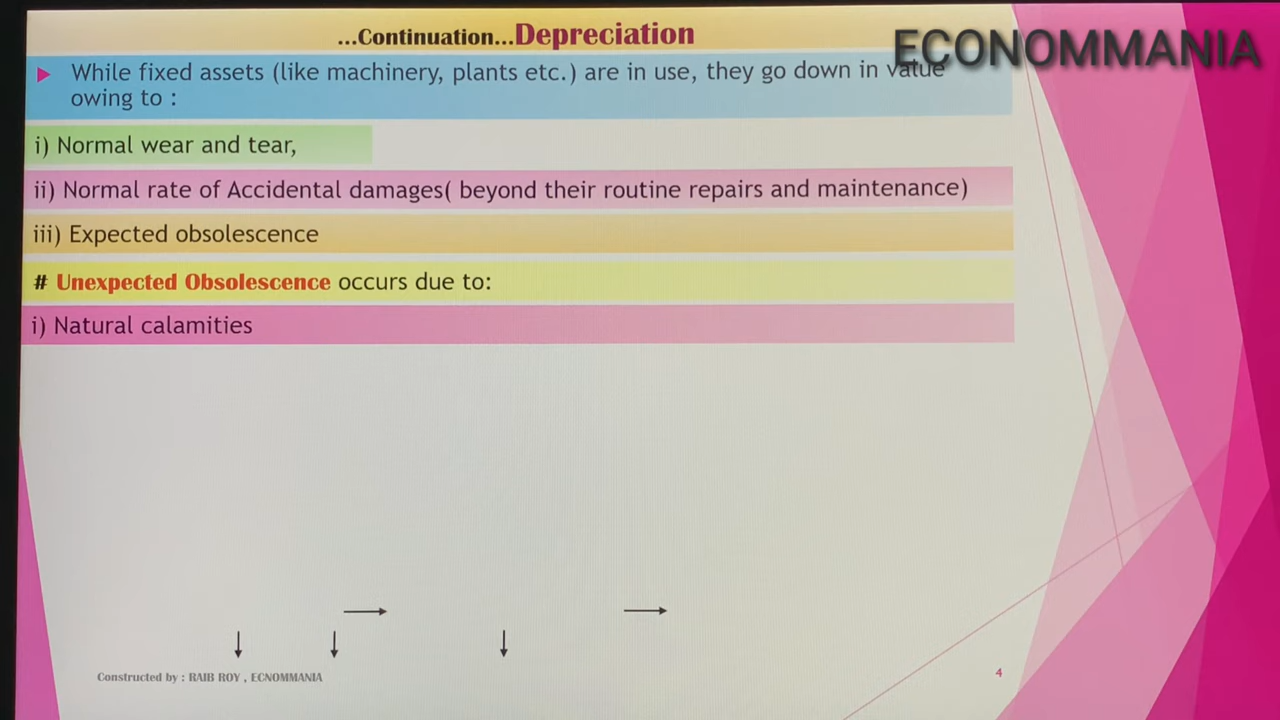 ...Continuation...Depreciation
ECONOMMANIA
While fixed assets (like machinery, plants etc.) are in use, they go down in value
owing to :
i) Normal wear and tear,
ii) Normal rate of Accidental damages( beyond their routine repairs and maintenance)
iii) Expected obsolescence
# Unexpected Obsolescence occurs due to:
i) Natural calamities
Constructed by : RAIB ROY , ECNOMMANIA
4